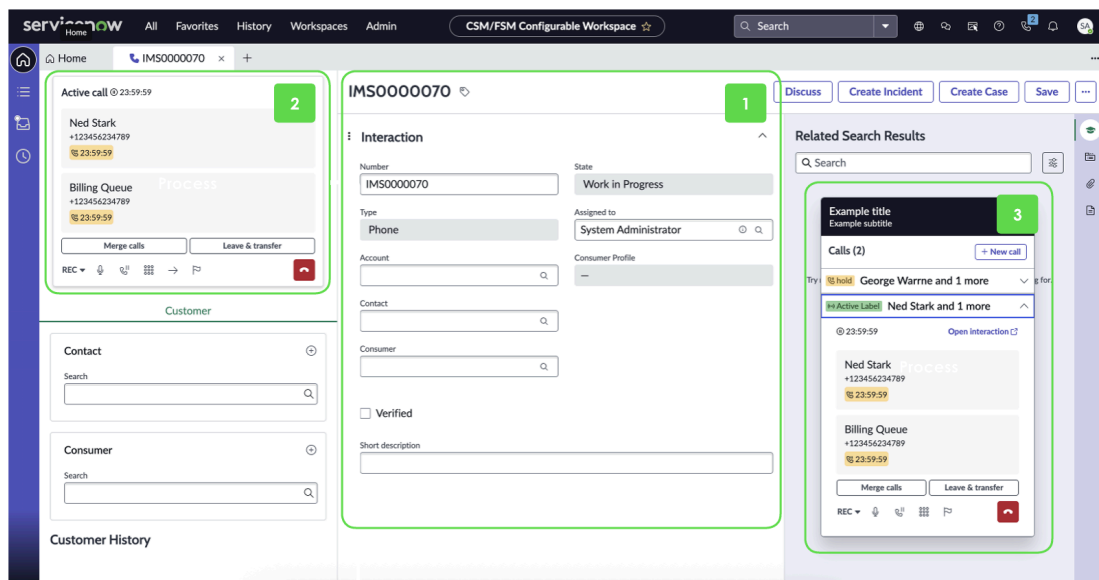 servicenow
All Favorites History Workspaces Admin
CSM/FSM Configurable Workspace
Search
2
SA
Home
Home
IMS0000070
×
+
Active call 23:59:59
2
Ned Stark
+123456234789
23:59:59
Billing Queue
+123456234789
23:59:59
Process
Merge calls
Leave & transfer
REC
Customer
Contact
Search
Consumer
Search
Customer History
IMS0000070
1
Interaction
Number
IMS0000070
State
Work in Progress
Type
Phone
Assigned to
System Administrator
Account
Consumer Profile
—
Contact
Consumer
Verified
Short description
Discuss
Create Incident
Create Case
Save
...
Related Search Results
Search
Example title
Example subtitle
3
Calls (2)
+ New call
Try
hold George Warrne and 1 more
for.
Active Label Ned Stark and 1 more
23:59:59
Open interaction
Ned Stark
+123456234789
23:59:59
Process
Billing Queue
+123456234789
23:59:59
Merge calls
Leave & transfer
REC